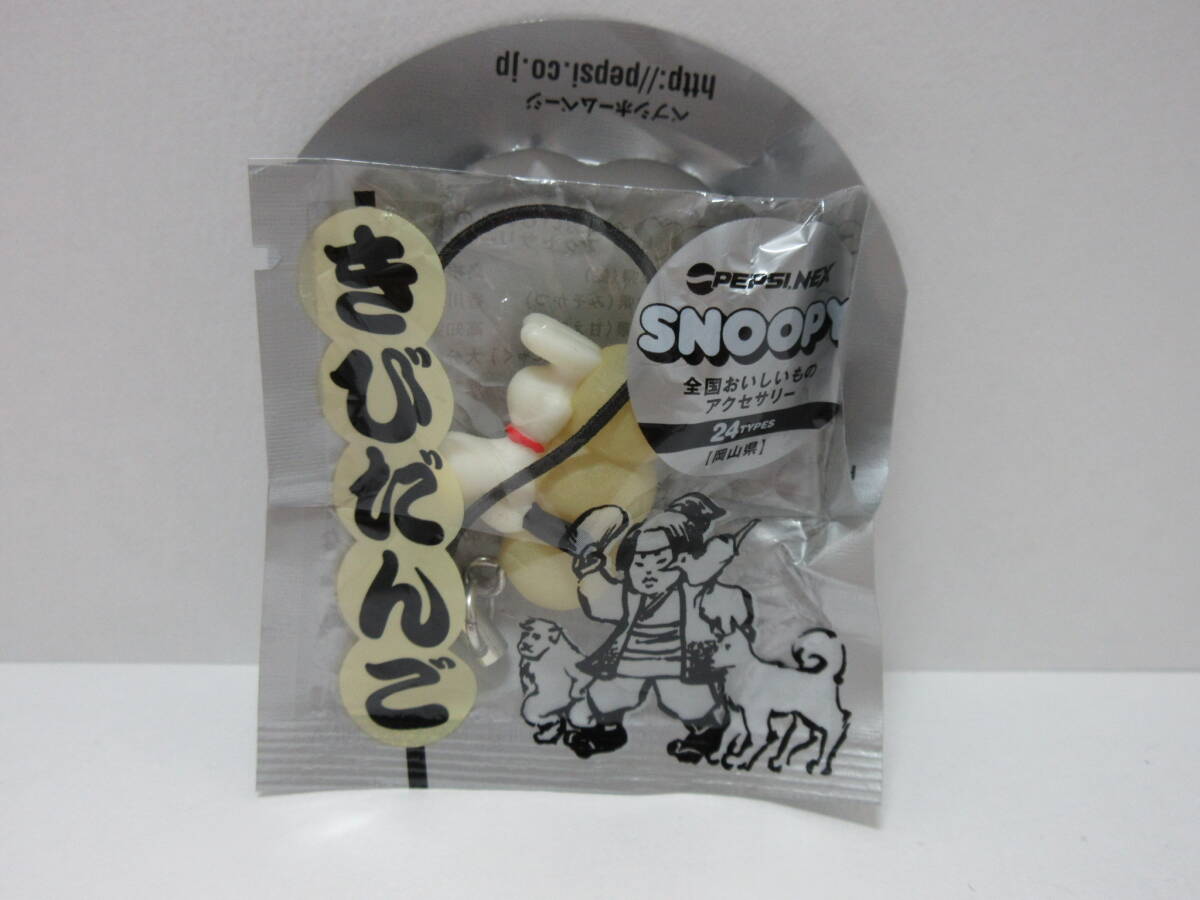 http://pepsi.co.jp
ペプシホームページ
きびだんご
PEPSI NEX
SNOOPY
全国おいしいもの
アクセサリー
24 TYPES
【岡山県】